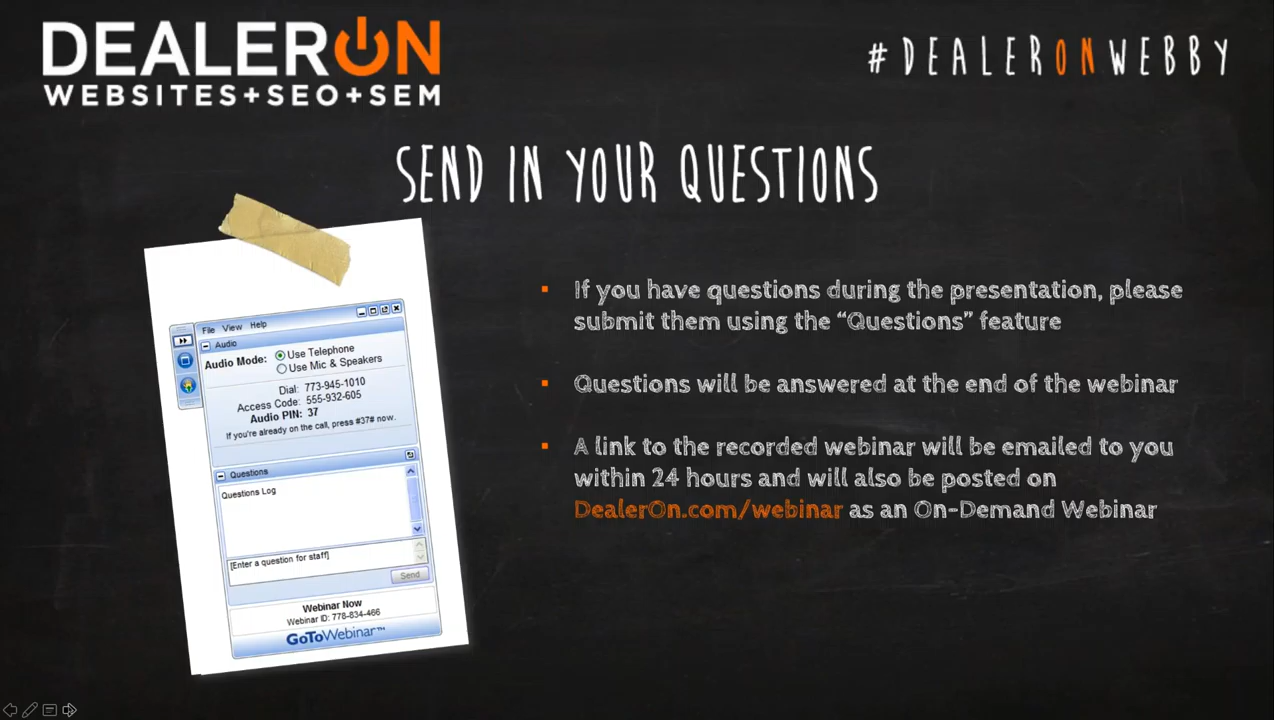 DEALERON
WEBSITES+SEO+SEM
#DEALERONWEBBY
SEND IN YOUR QUESTIONS
File View Help
Audio
Audio Mode: Use Telephone
Use Mic & Speakers
Dial: 773-945-1010
Access Code: 555-932-605
Audio PIN: 37
If you're already on the call, press #37# now.
Questions
Questions Log
[Enter a question for staff]
Send
Webinar Now
Webinar ID: 778-834-466
GoToWebinar™
▪ If you have questions during the presentation, please
submit them using the “Questions” feature
▪ Questions will be answered at the end of the webinar
▪ A link to the recorded webinar will be emailed to you
within 24 hours and will also be posted on
DealerOn.com/webinar as an On-Demand Webinar